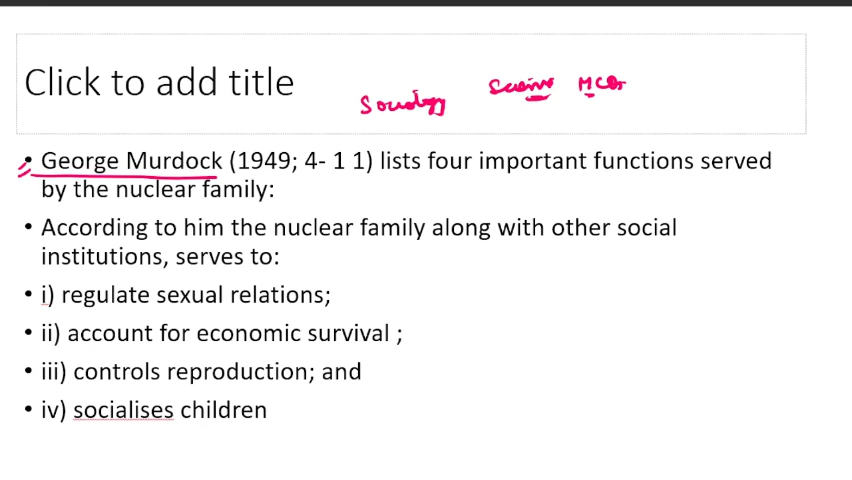 Click to add title
Sociology
MCQs
• George Murdock (1949; 4- 1 1) lists four important functions served
by the nuclear family:
• According to him the nuclear family along with other social
institutions, serves to:
• i) regulate sexual relations;
• ii) account for economic survival ;
• iii) controls reproduction; and
• iv) socialises children